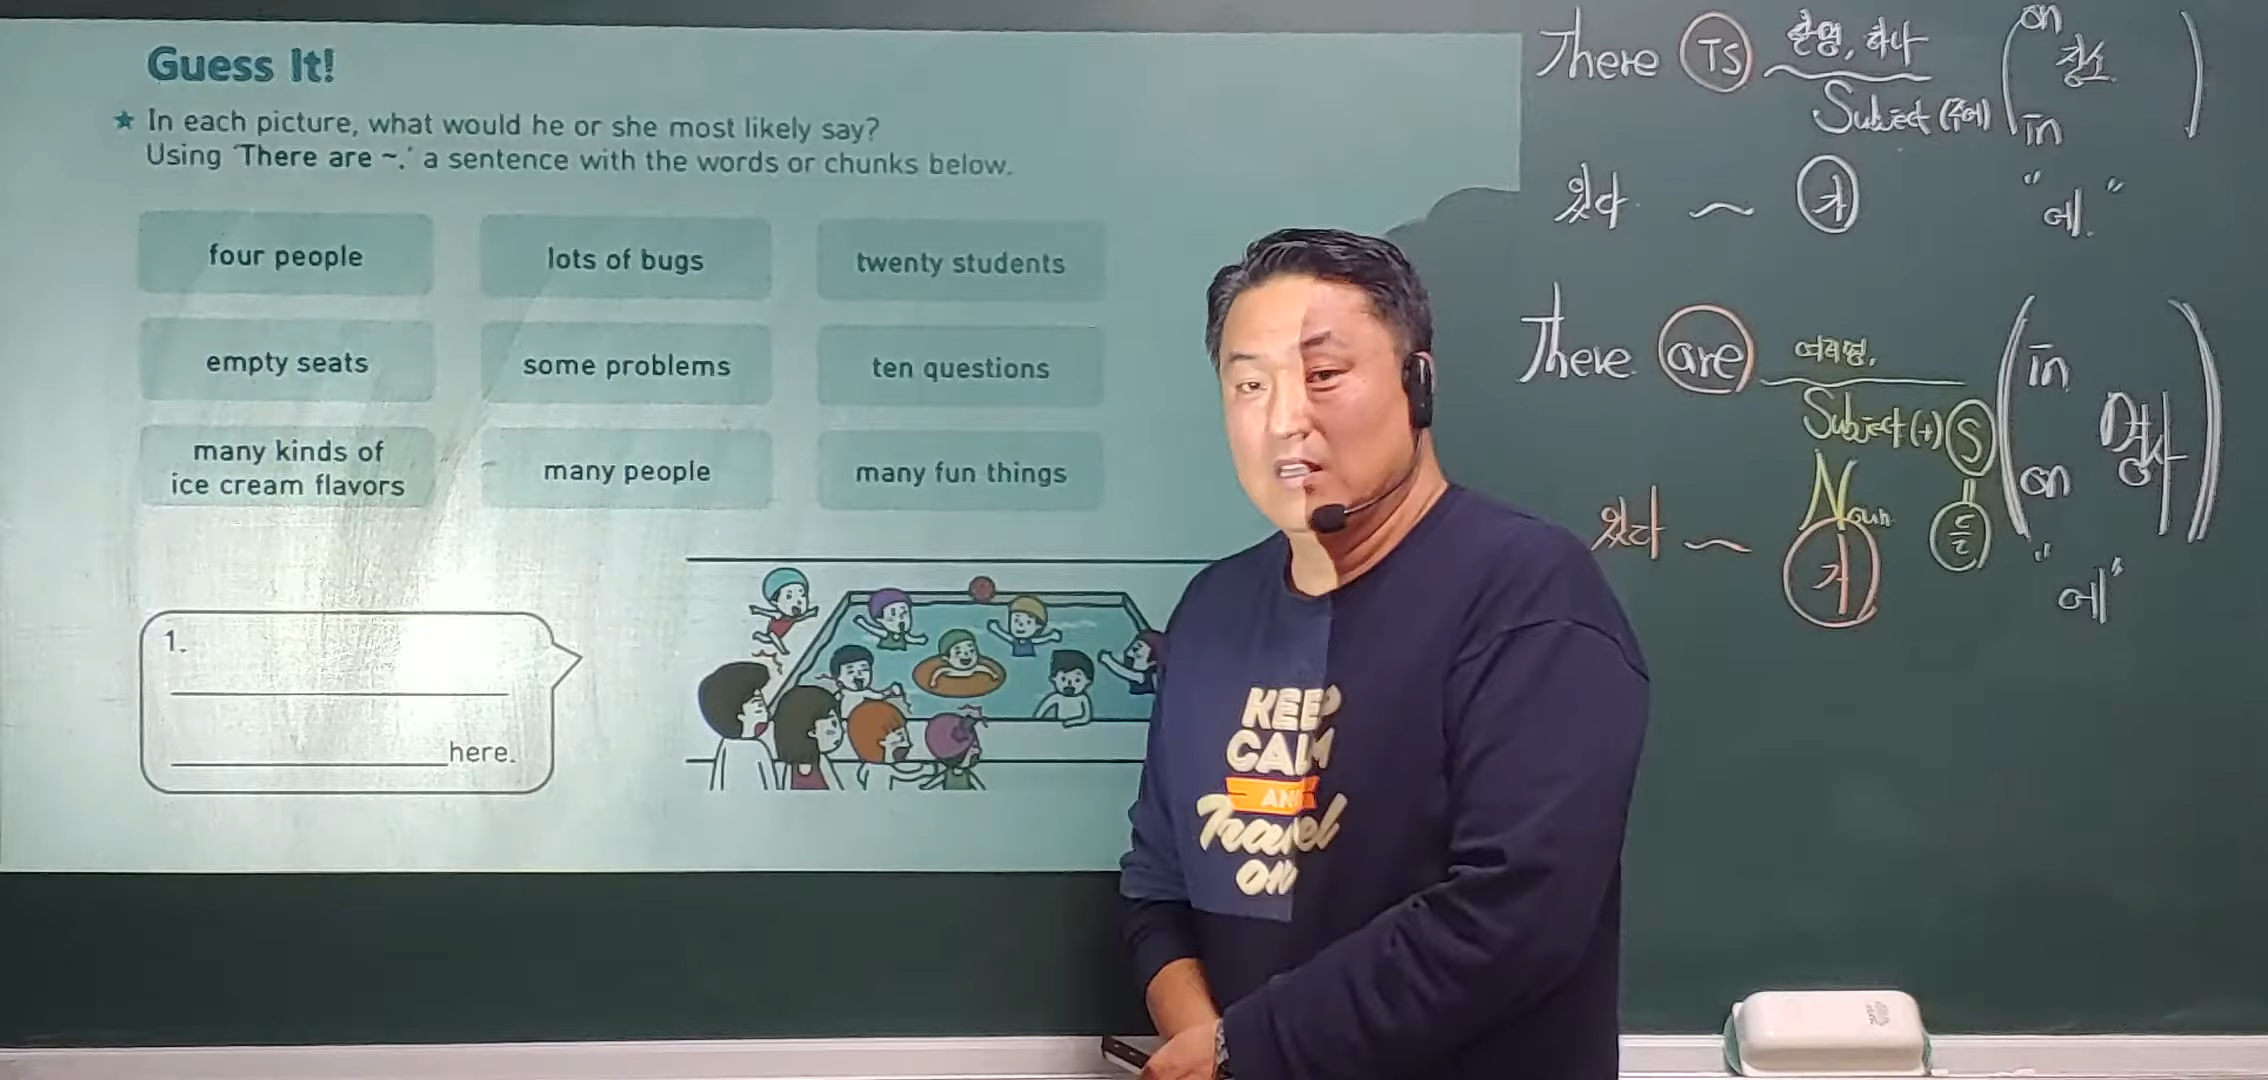 Guess It!
★ In each picture, what would he or she most likely say?
Using 'There are ~.' a sentence with the words or chunks below.
four people
lots of bugs
twenty students
empty seats
some problems
ten questions
many kinds of
ice cream flavors
many people
many fun things
1.
here.
KEEP
CALM
AND
Travel
ON
There is 한명, 하나 (on 장소 in)
Subject (주어)
있다 ~ 가 "에."
There are 여러명, (in on 명사)
Subject (+) S
Noun
있다 ~ 가 들 "에"